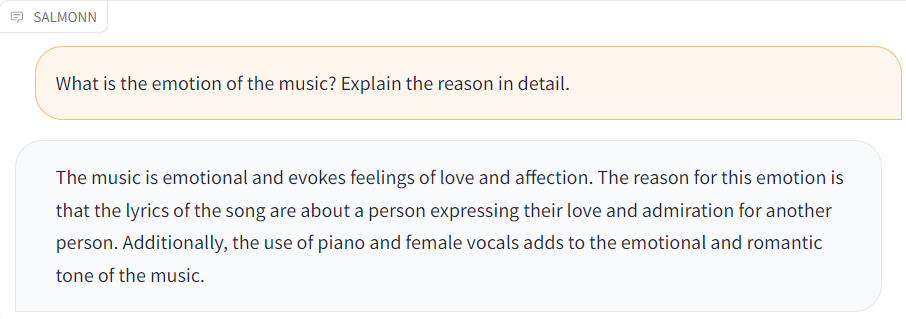 SALMONN
What is the emotion of the music? Explain the reason in detail.
The music is emotional and evokes feelings of love and affection. The reason for this emotion is
that the lyrics of the song are about a person expressing their love and admiration for another
person. Additionally, the use of piano and female vocals adds to the emotional and romantic
tone of the music.